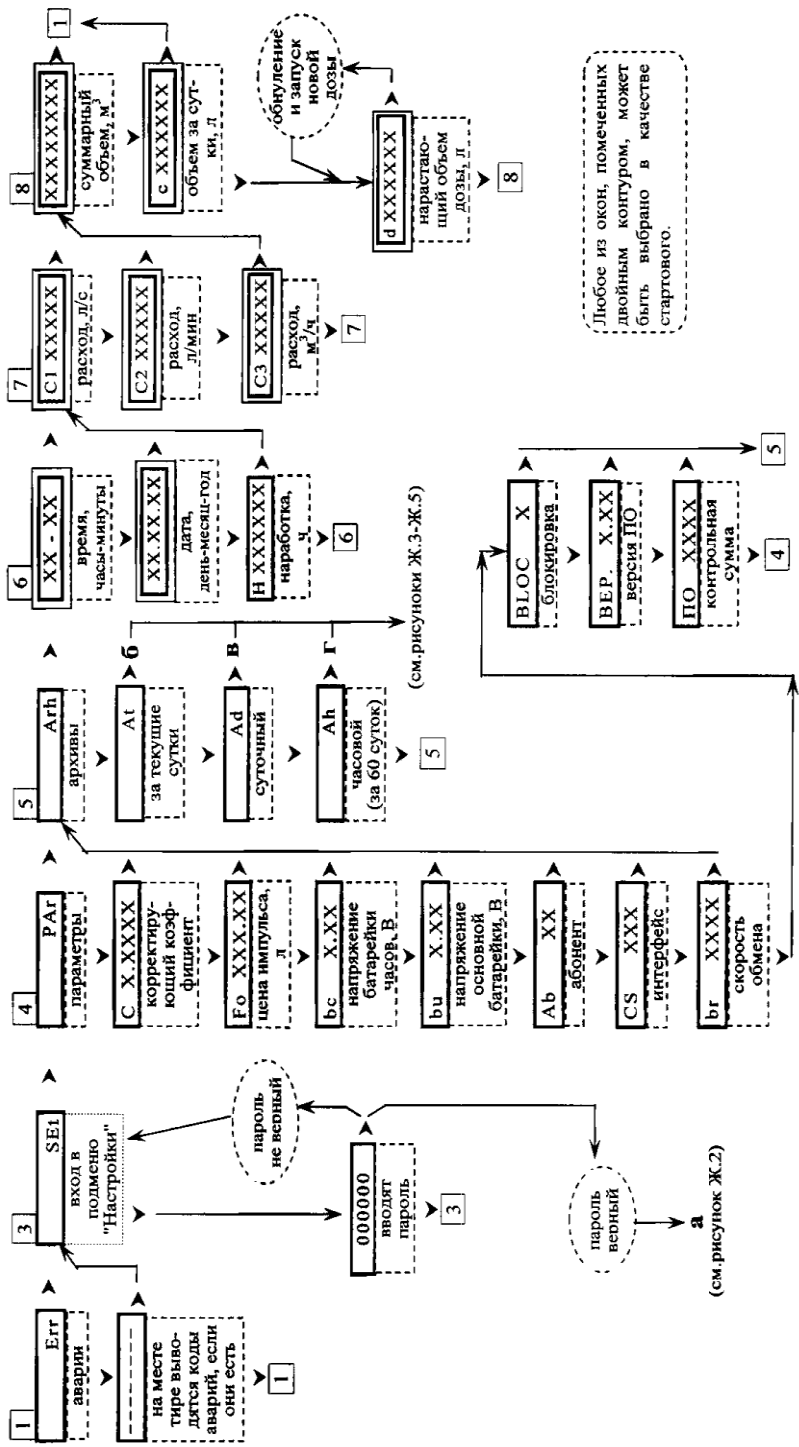 1
Err
аварии
— — — — — —
на месте
тире выво-
дятся коды
аварий, если
они есть
1
3
SEt
вход в
подменю
"Настройки"
000000
вводят
пароль
3
пароль
не верный
пароль
верный
а
(см.рисунок Ж.2)
4
PAr
параметры
C X.XXXX
корректиру-
ющий коэф-
фициент
Fo XXX.XX
цена импульса,
л
bc X.XX
напряжение
батарейки
часов, В
bu X.XX
напряжение
основной
батарейки, В
Ab XX
абонент
CS XXX
интерфейс
br XXXX
скорость
обмена
BLOC X
блокировка
ВЕР. X.XX
версия ПО
ПО XXXX
контрольная
сумма
4
5
5
Arh
архивы
At
за текущие
сутки
Ad
суточный
Ah
часовой
(за 60 суток)
5
б
в
г
(см.рисуноки Ж.3-Ж.5)
6
XX - XX
время,
часы-минуты
XX.XX.XX
дата,
день-месяц-год
H XXXXXX
наработка,
ч
6
7
C1 XXXXX
расход, л/с
C2 XXXXX
расход,
л/мин
C3 XXXXX
расход,
м³/ч
7
8
XXXXXXXXX
суммарный
объем, м³
c XXXXXXX
объем за сут-
ки, л
1
обнуление
и запуск
новой
дозы
d XXXXXXX
нарастаю-
щий объем
дозы, л
8
Любое из окон, помеченных
двойным контуром, может
быть выбрано в качестве
стартового.